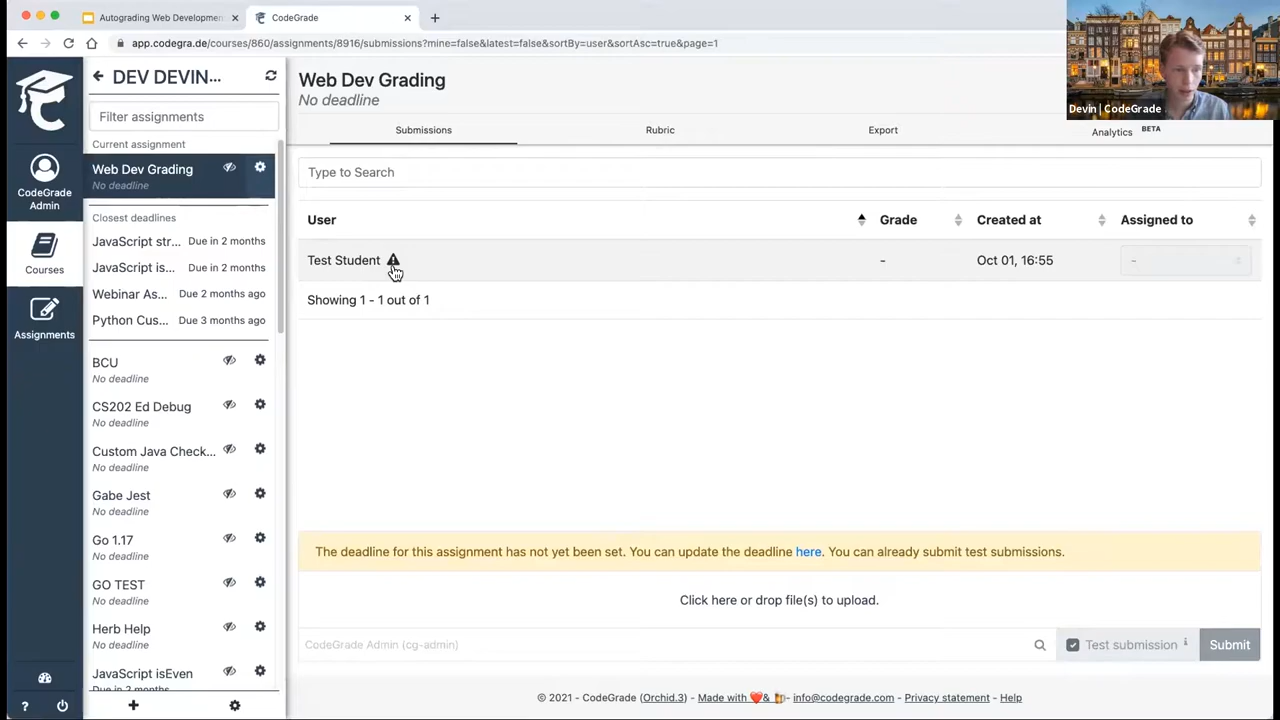 Autograding Web Developmen
CodeGrade
app.codegra.de/courses/860/assignments/8916/submissions?mine=false&latest=false&sortBy=user&sortAsc=true&page=1
Devin | CodeGrade
CodeGrade
Admin
Courses
Assignments
DEV DEVIN...
Filter assignments
Current assignment
Web Dev Grading
No deadline
Closest deadlines
JavaScript str... Due in 2 months
JavaScript is... Due in 2 months
Webinar As... Due 2 months ago
Python Cus... Due 3 months ago
BCU
No deadline
CS202 Ed Debug
No deadline
Custom Java Check...
No deadline
Gabe Jest
No deadline
Go 1.17
No deadline
GO TEST
No deadline
Herb Help
No deadline
JavaScript isEven
Due in 2 months
Web Dev Grading
No deadline
Submissions Rubric Export Analytics BETA
Type to Search
User Grade Created at Assigned to
Test Student - Oct 01, 16:55 -
Showing 1 - 1 out of 1
The deadline for this assignment has not yet been set. You can update the deadline here. You can already submit test submissions.
Click here or drop file(s) to upload.
CodeGrade Admin (cg-admin) Test submission i Submit
© 2021 - CodeGrade (Orchid.3) - Made with ❤️& 🍺- info@codegrade.com - Privacy statement - Help